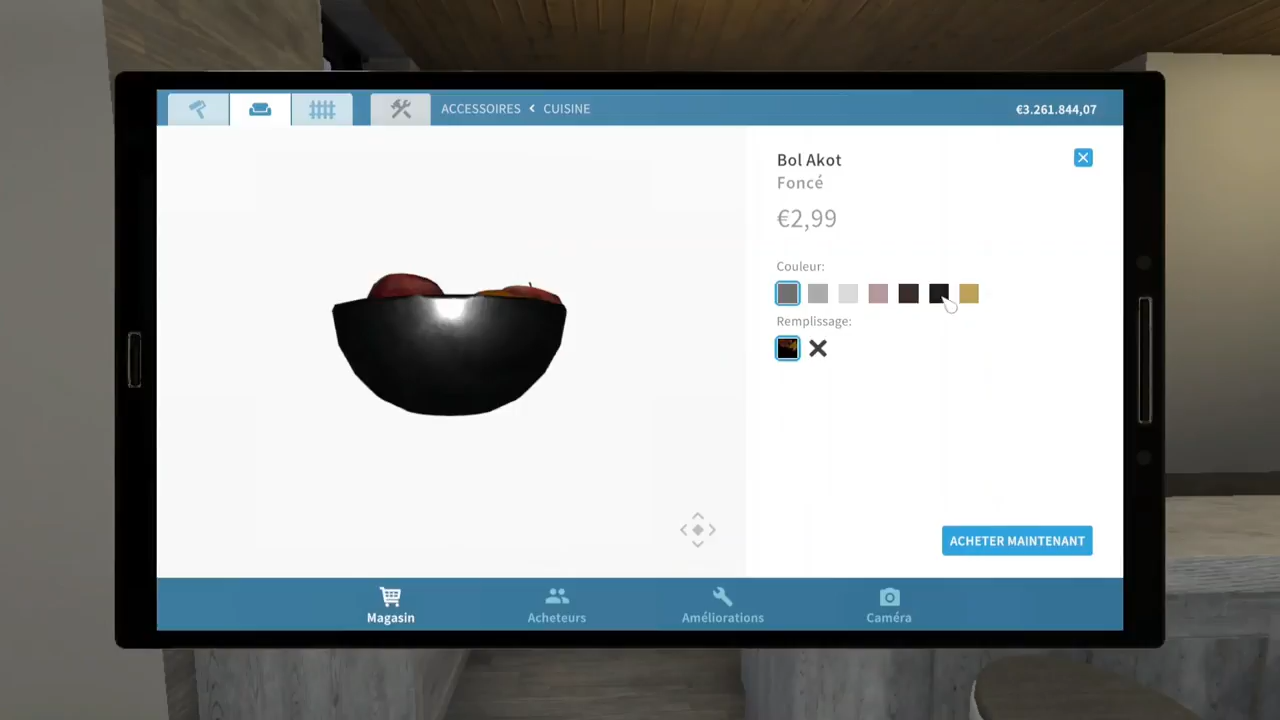 ACCESSOIRES < CUISINE
€3.261.844,07
Bol Akot
Foncé
€2,99
Couleur:
Remplissage:
ACHETER MAINTENANT
Magasin
Acheteurs
Améliorations
Caméra